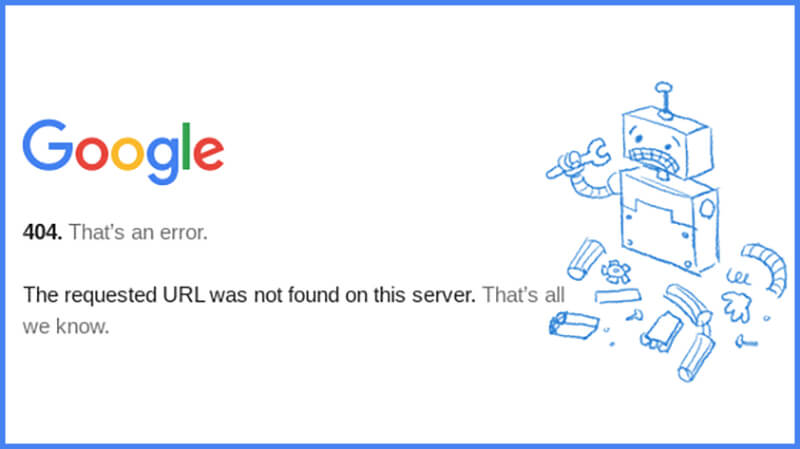 Google
404. That's an error.
The requested URL was not found on this server. That's all
we know.